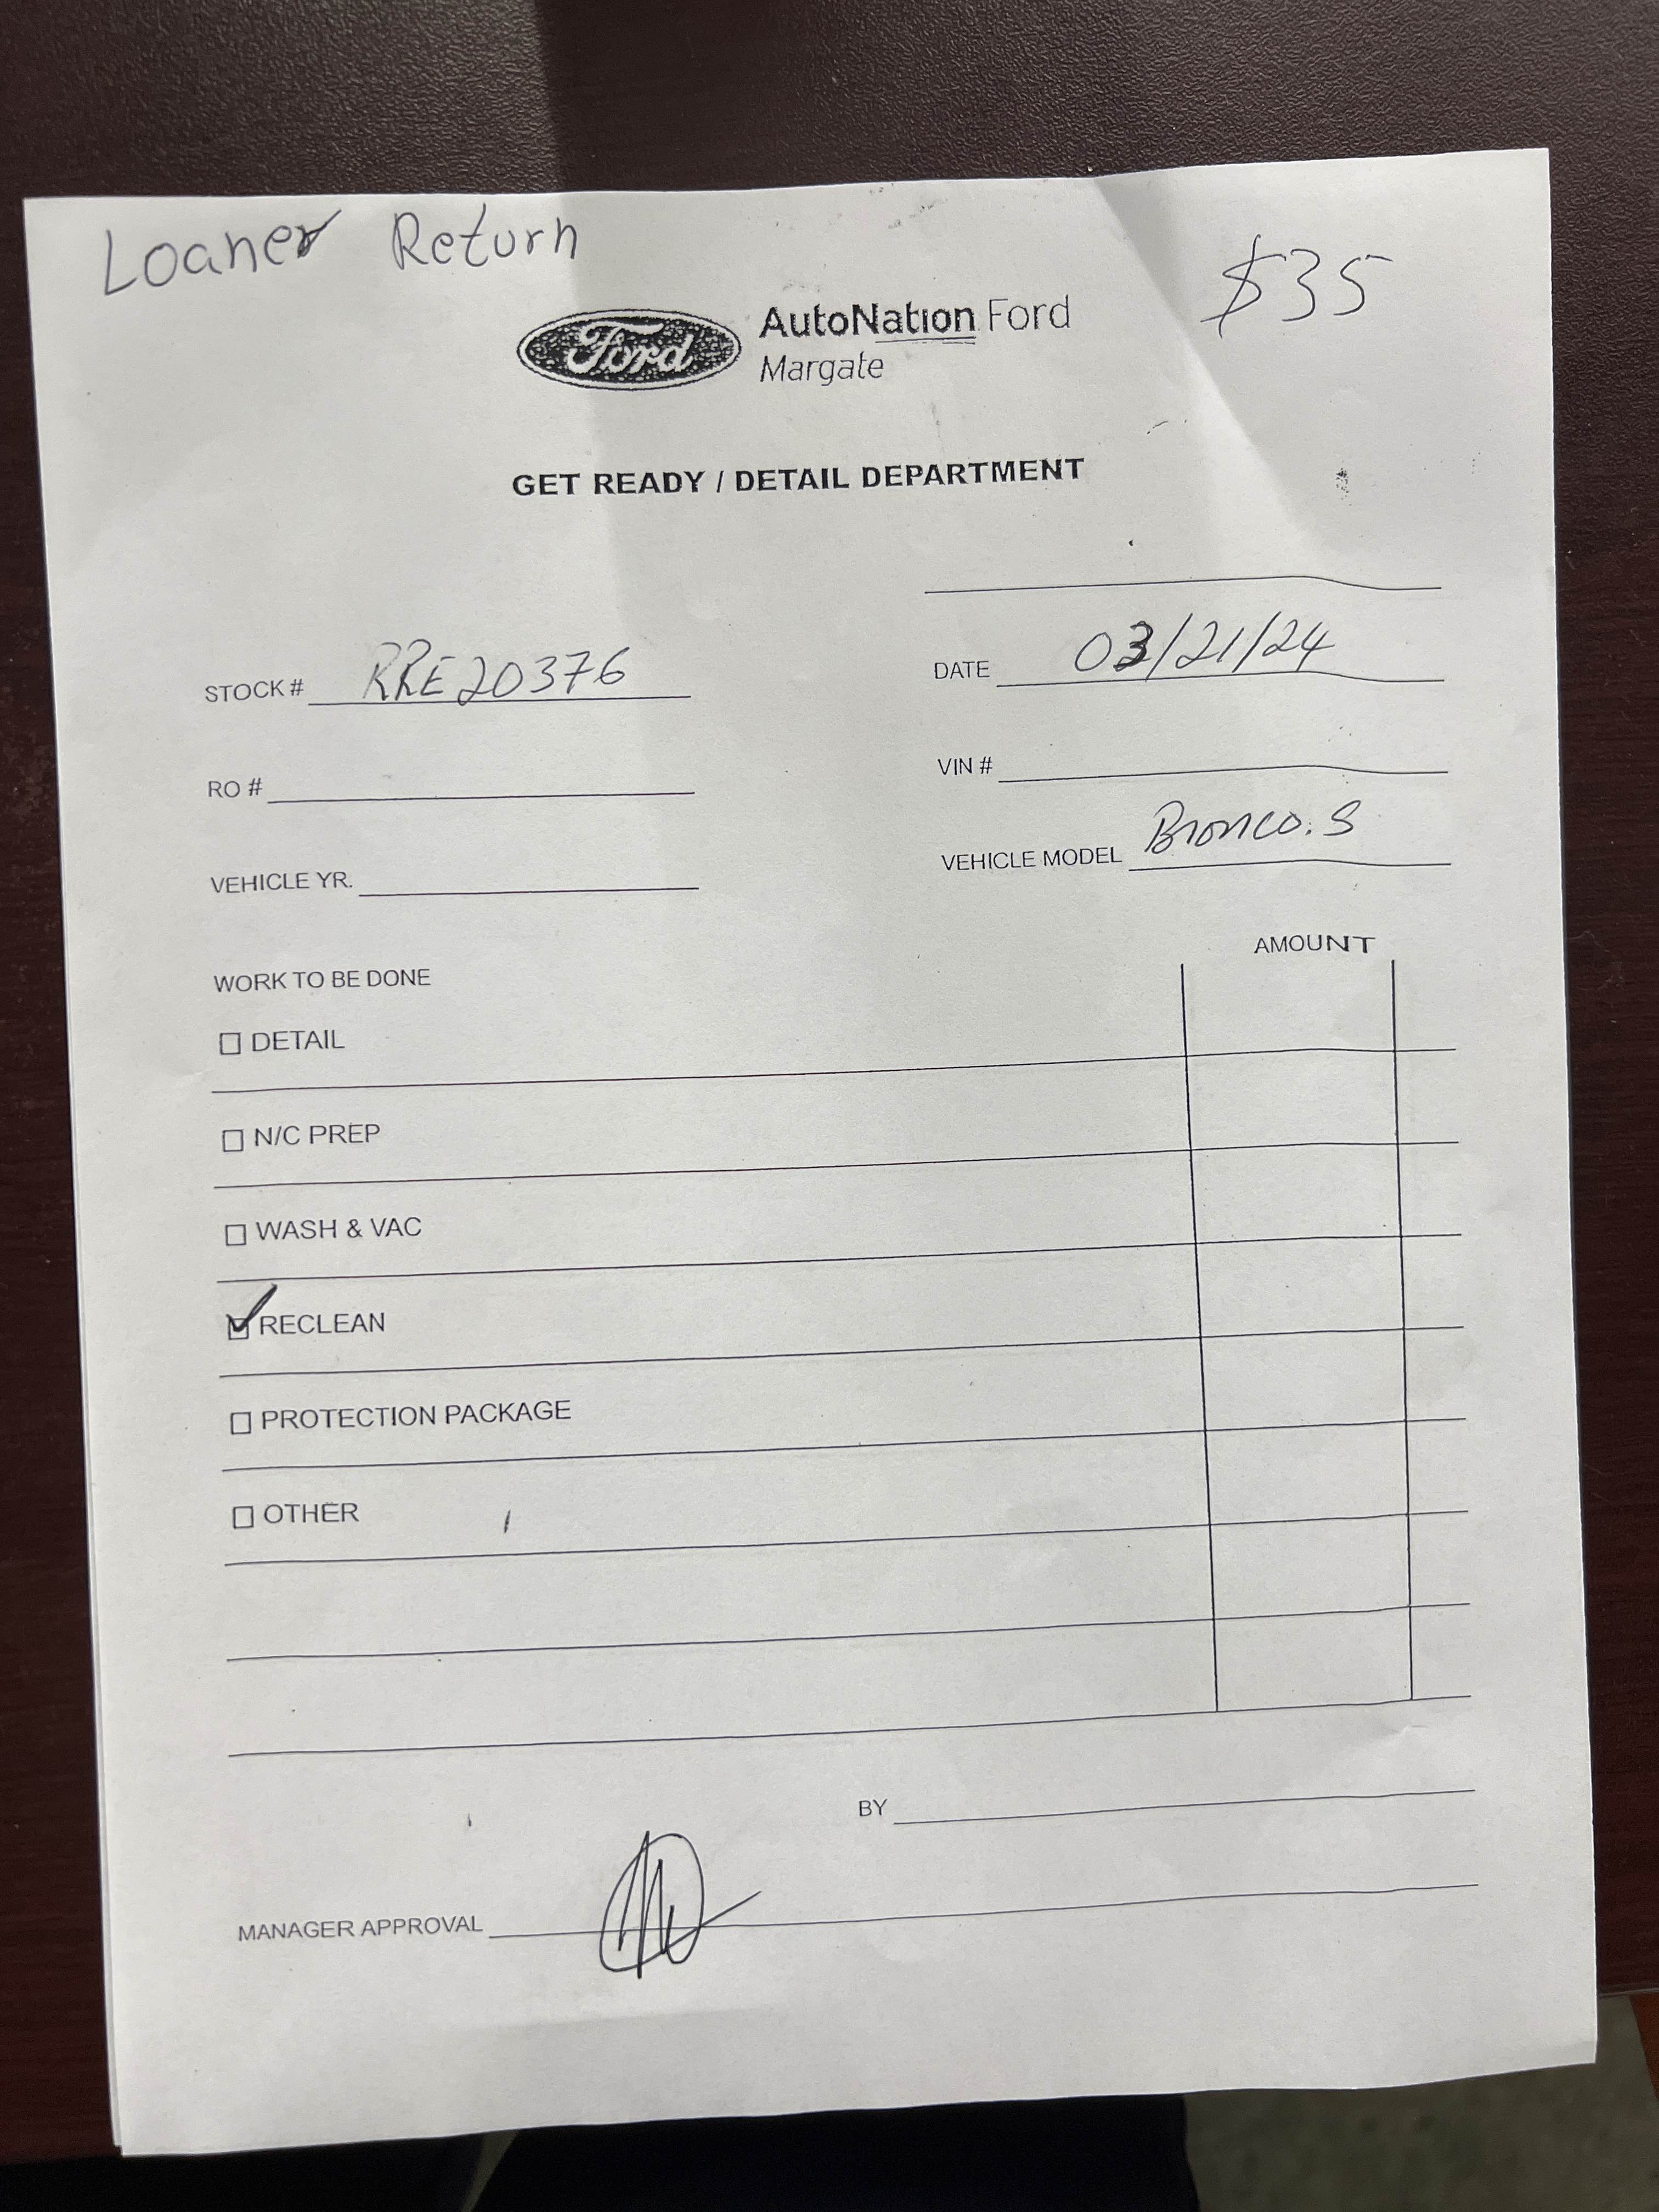 Loaner Return
$35
Ford
AutoNation Ford
Margate
GET READY / DETAIL DEPARTMENT
STOCK # RRE20376
DATE 03/21/24
RO #
VIN #
VEHICLE YR.
VEHICLE MODEL Bronco. S
AMOUNT
WORK TO BE DONE
DETAIL
N/C PREP
WASH & VAC
RECLEAN
PROTECTION PACKAGE
OTHER
BY
MANAGER APPROVAL